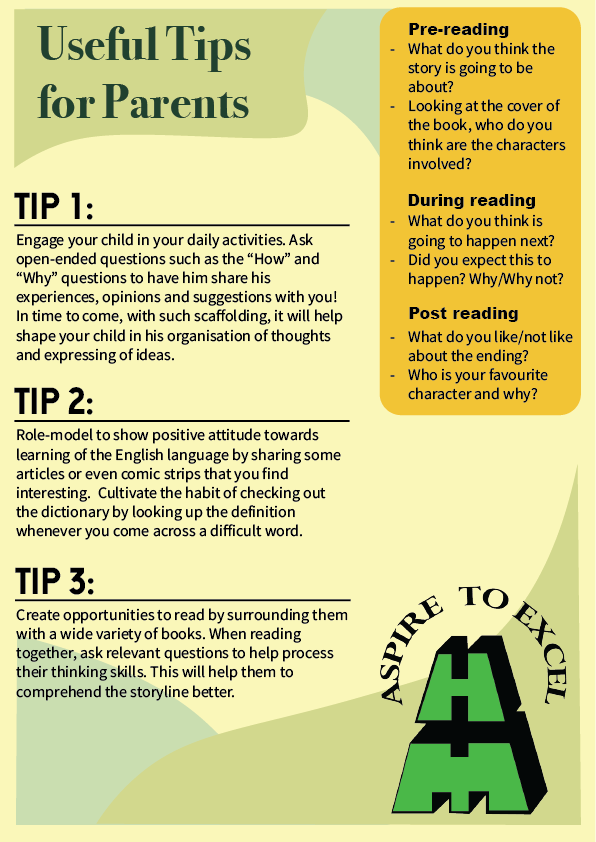 Useful Tips
for Parents
TIP 1:
Engage your child in your daily activities. Ask
open-ended questions such as the “How” and
“Why” questions to have him share his
experiences, opinions and suggestions with you!
In time to come, with such scaffolding, it will help
shape your child in his organisation of thoughts
and expressing of ideas.
TIP 2:
Role-model to show positive attitude towards
learning of the English language by sharing some
articles or even comic strips that you find
interesting.  Cultivate the habit of checking out
the dictionary by looking up the definition
whenever you come across a difficult word.
TIP 3:
Create opportunities to read by surrounding them
with a wide variety of books. When reading
together, ask relevant questions to help process
their thinking skills. This will help them to
comprehend the storyline better.
Pre-reading
- What do you think the
story is going to be
about?
- Looking at the cover of
the book, who do you
think are the characters
involved?
During reading
- What do you think is
going to happen next?
- Did you expect this to
happen? Why/Why not?
Post reading
- What do you like/not like
about the ending?
- Who is your favourite
character and why?
ASPIRE TO EXCEL